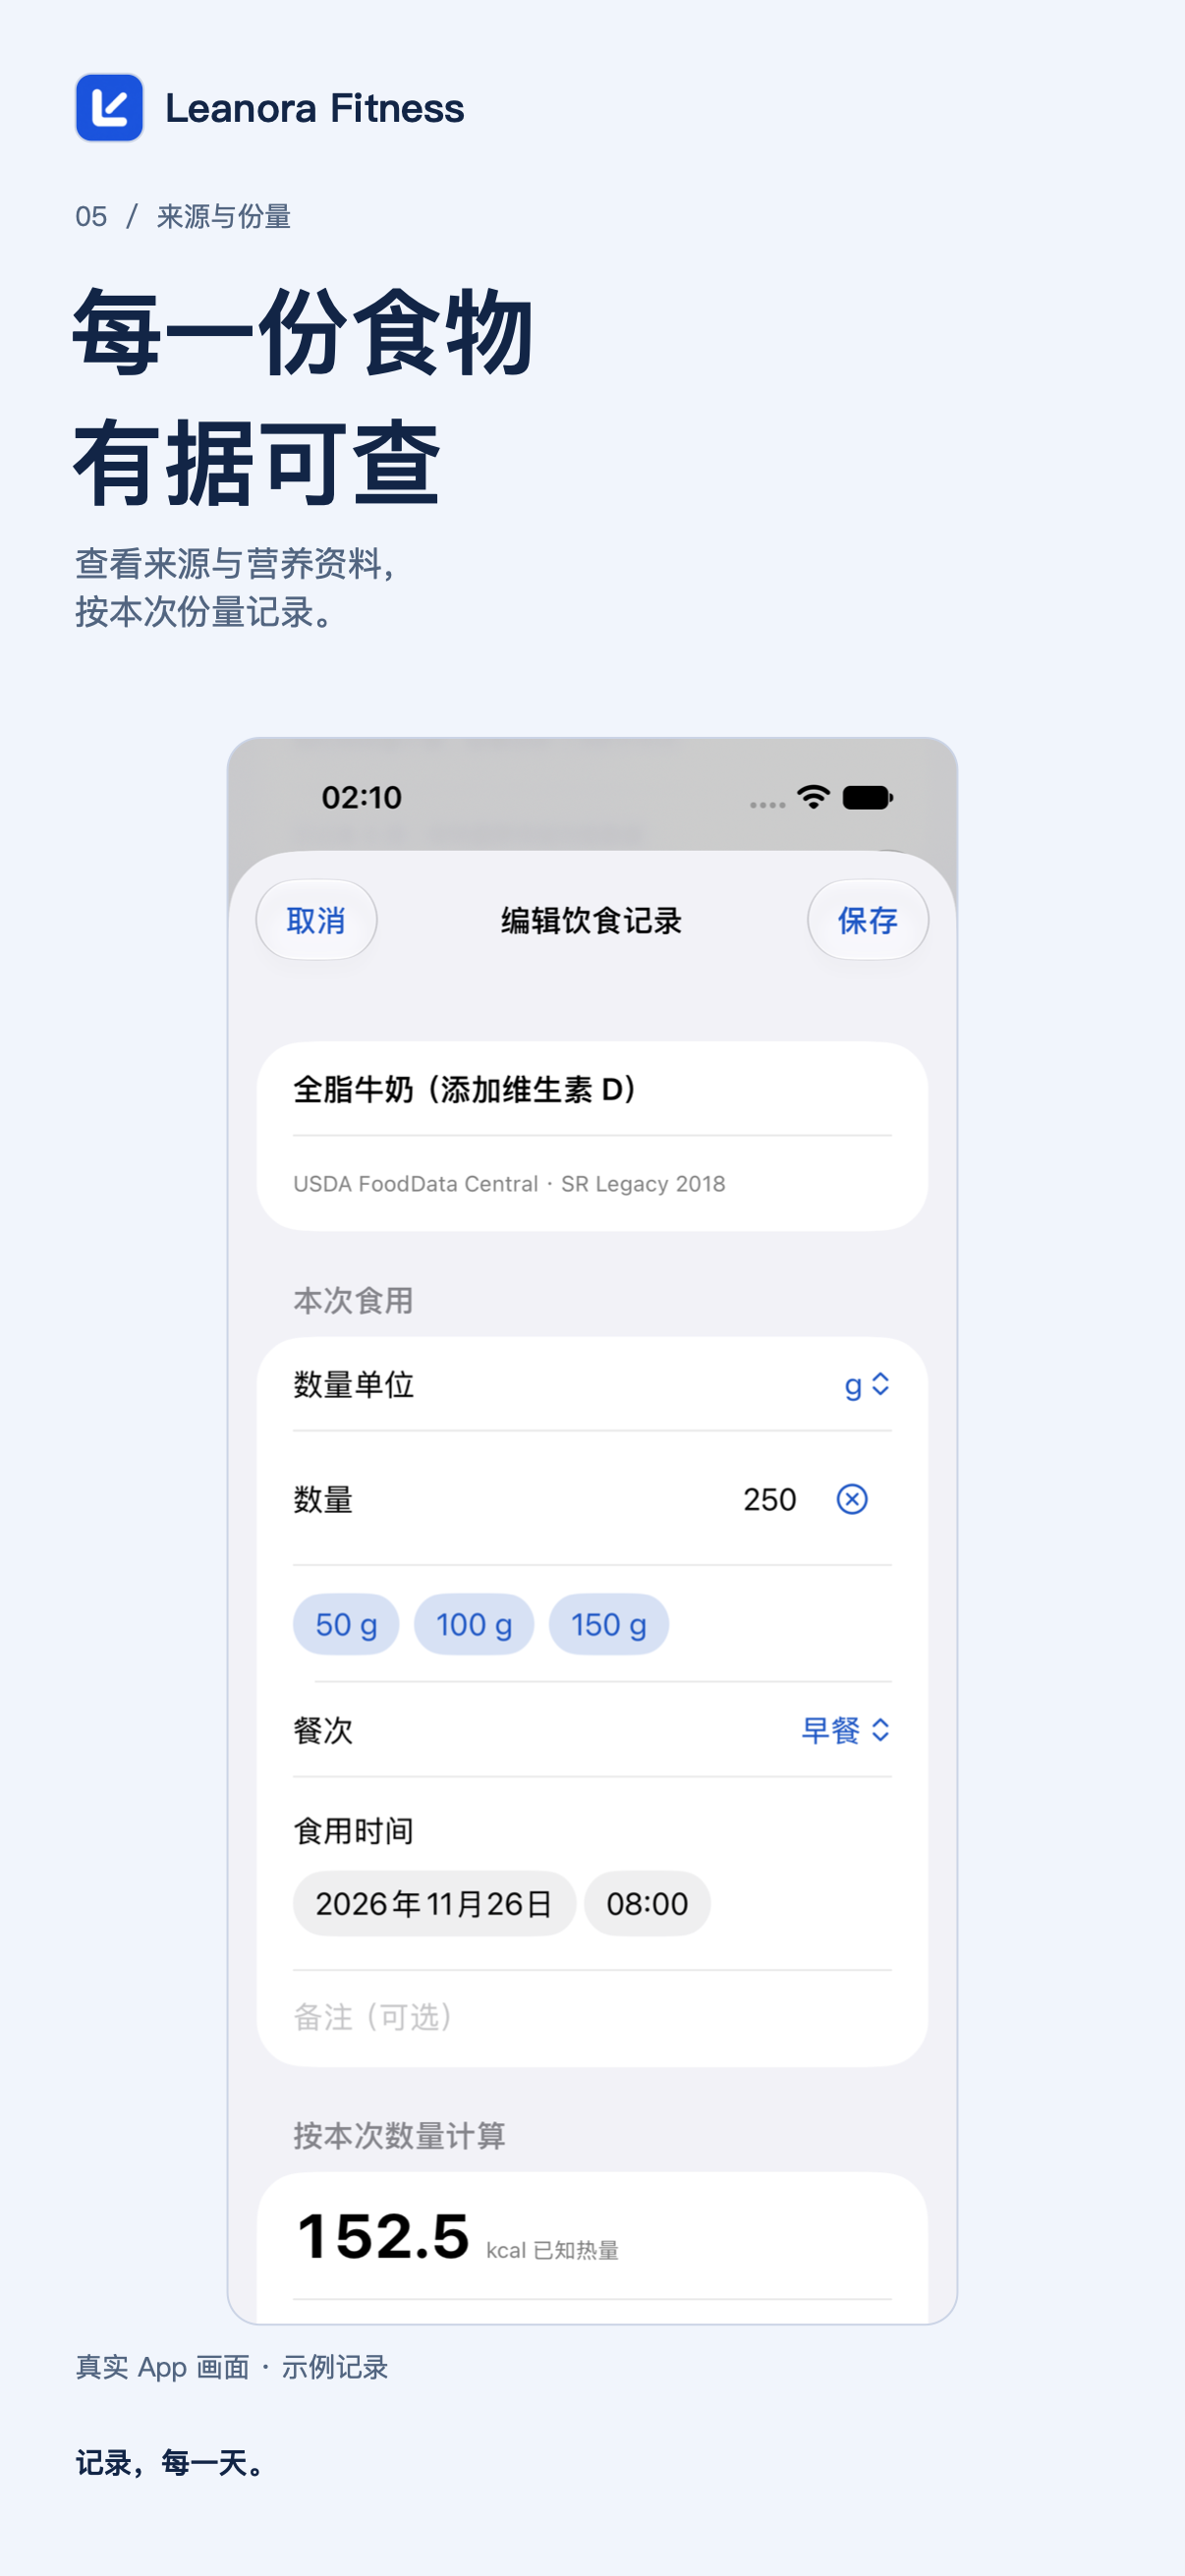 Leanora Fitness
05 / 来源与份量
每一份食物
有据可查
查看来源与营养资料，
按本次份量记录。
02:10
取消
编辑饮食记录
保存
全脂牛奶（添加维生素 D）
USDA FoodData Central · SR Legacy 2018
本次食用
数量单位
g
数量
250
50 g
100 g
150 g
餐次
早餐
食用时间
2026年11月26日
08:00
备注（可选）
按本次数量计算
152.5 kcal 已知热量
真实 App 画面 · 示例记录
记录，每一天。